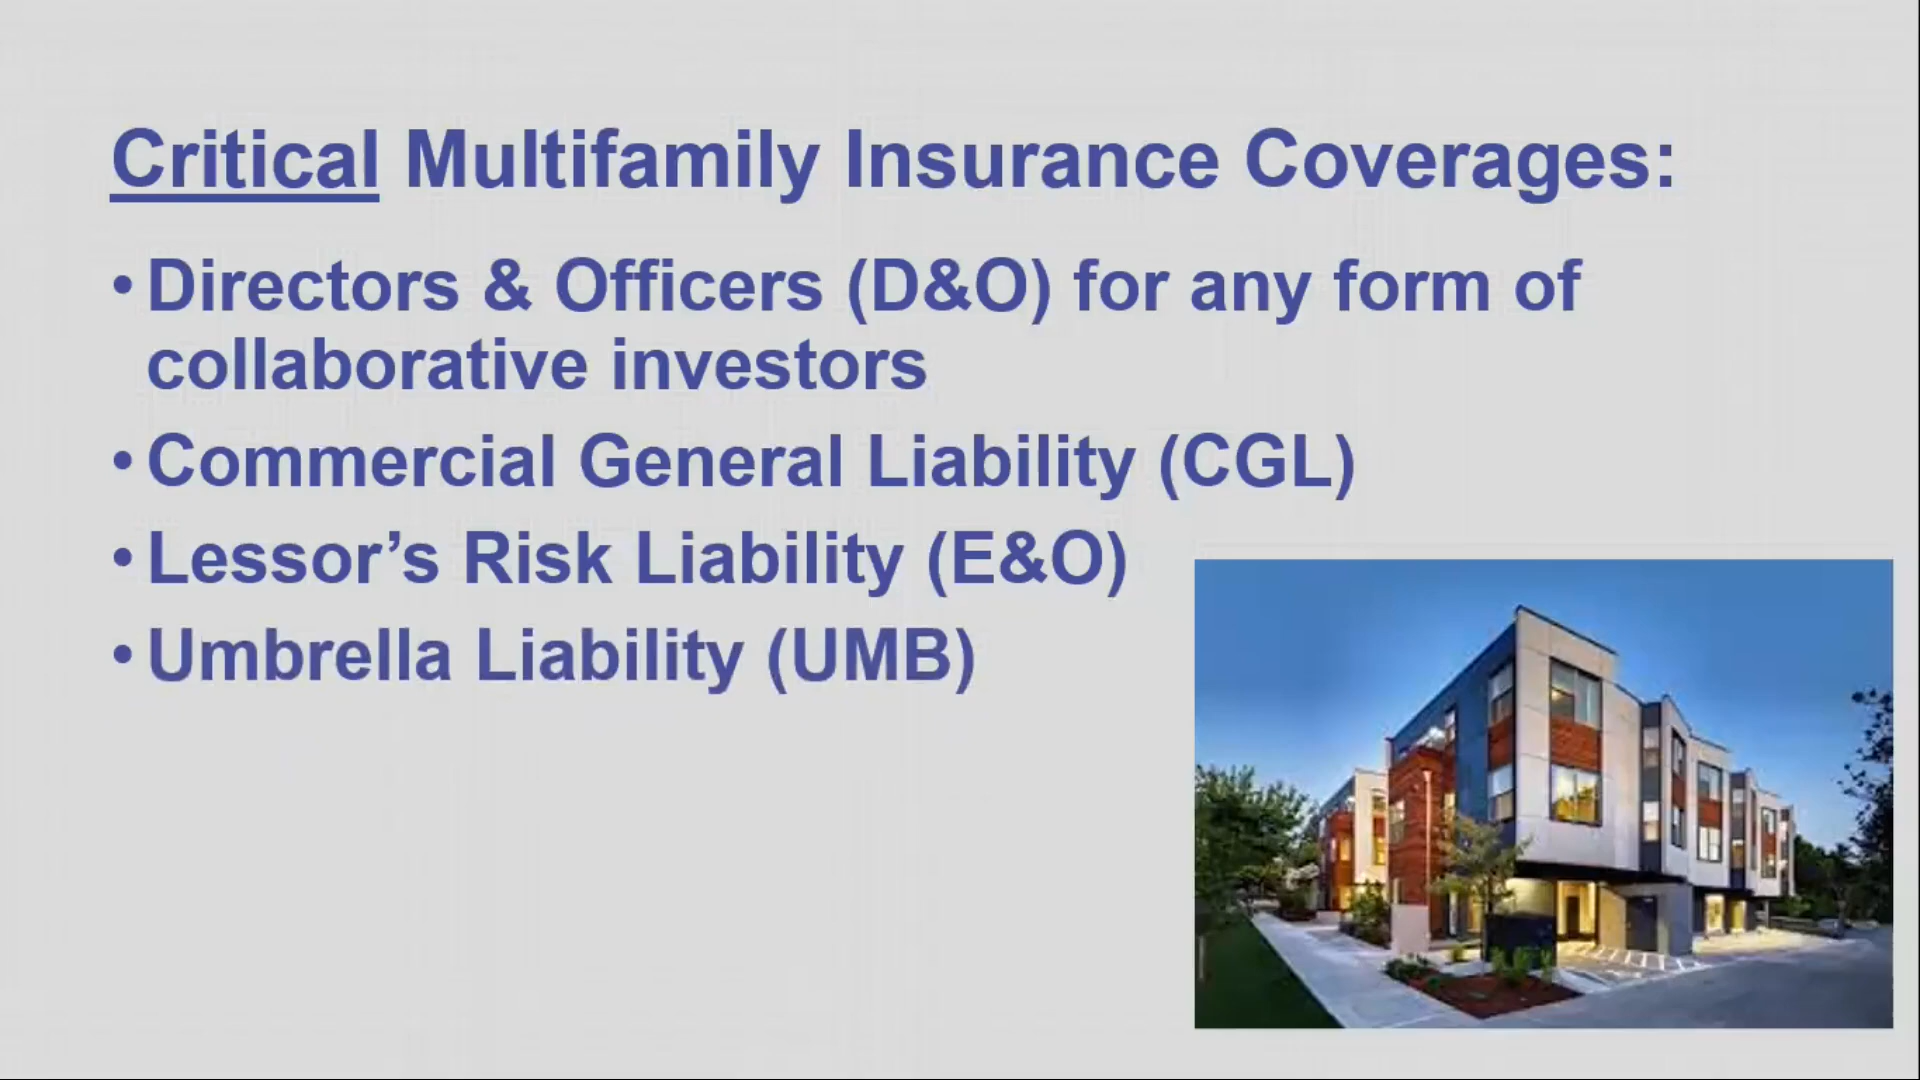 Critical Multifamily Insurance Coverages:
• Directors & Officers (D&O) for any form of
collaborative investors
• Commercial General Liability (CGL)
• Lessor’s Risk Liability (E&O)
• Umbrella Liability (UMB)